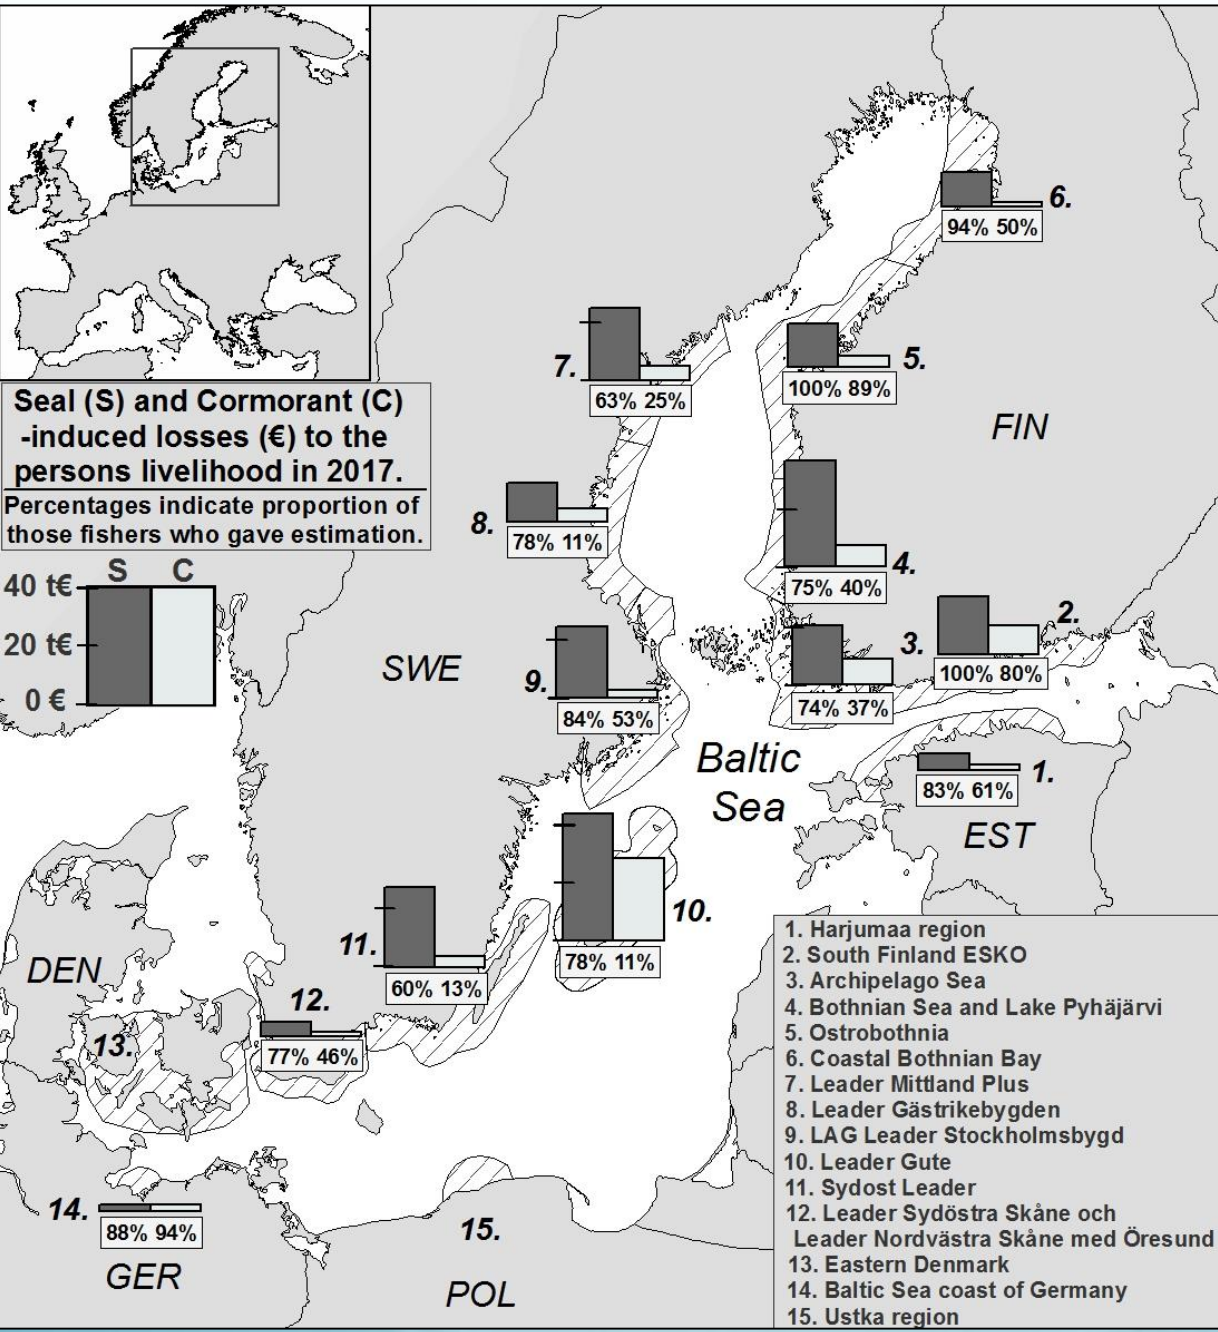 6.
94% 50%
7.
63% 25%
5.
100% 89%
Seal (S) and Cormorant (C)
-induced losses (€) to the
persons livelihood in 2017.
Percentages indicate proportion of
those fishers who gave estimation.
FIN
8.
78% 11%
4.
75% 40%
S C
40 t€
20 t€
0 €
SWE
2.
100% 80%
3.
74% 37%
9.
84% 53%
Baltic
Sea
1.
83% 61%
EST
10.
78% 11%
11.
60% 13%
DEN
12.
77% 46%
13.
14.
88% 94%
GER
15.
POL
1. Harjumaa region
2. South Finland ESKO
3. Archipelago Sea
4. Bothnian Sea and Lake Pyhäjärvi
5. Ostrobothnia
6. Coastal Bothnian Bay
7. Leader Mittland Plus
8. Leader Gästrikebygden
9. LAG Leader Stockholmsbygd
10. Leader Gute
11. Sydost Leader
12. Leader Sydöstra Skåne och
Leader Nordvästra Skåne med Öresund
13. Eastern Denmark
14. Baltic Sea coast of Germany
15. Ustka region